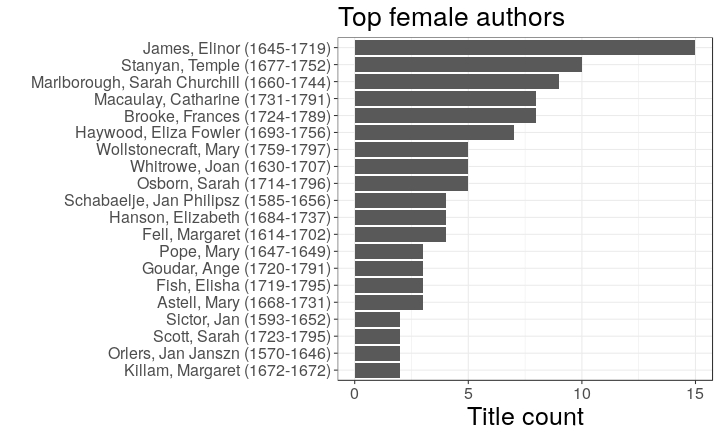 Top female authors
James, Elinor (1645-1719)
Stanyan, Temple (1677-1752)
Marlborough, Sarah Churchill (1660-1744)
Macaulay, Catharine (1731-1791)
Brooke, Frances (1724-1789)
Haywood, Eliza Fowler (1693-1756)
Wollstonecraft, Mary (1759-1797)
Whitrowe, Joan (1630-1707)
Osborn, Sarah (1714-1796)
Schabaelje, Jan Philipsz (1585-1656)
Hanson, Elizabeth (1684-1737)
Fell, Margaret (1614-1702)
Pope, Mary (1647-1649)
Goudar, Ange (1720-1791)
Fish, Elisha (1719-1795)
Astell, Mary (1668-1731)
Sictor, Jan (1593-1652)
Scott, Sarah (1723-1795)
Orlers, Jan Janszn (1570-1646)
Killam, Margaret (1672-1672)
0 5 10 15
Title count